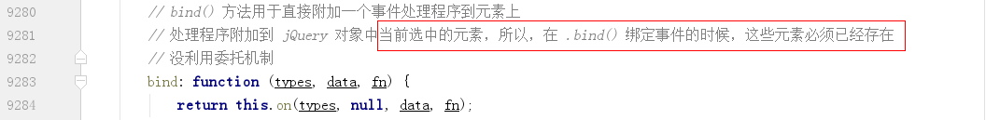 9280 // bind() 方法用于直接附加一个事件处理程序到元素上
9281 // 处理程序附加到 jQuery 对象中当前选中的元素，所以，在 .bind() 绑定事件的时候，这些元素必须已经存在
9282 // 没利用委托机制
9283 bind: function (types, data, fn) {
9284 return this.on(types, null, data, fn);